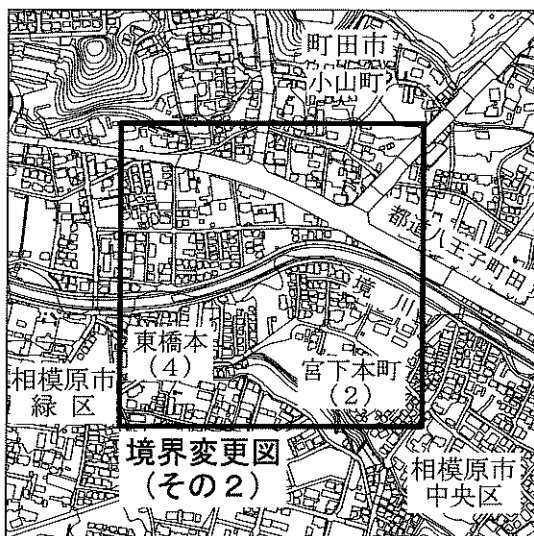 町田市
小山町
都道八王子町田
境川
東橋本
(4)
宮下本町
(2)
相模原市
緑区
境界変更図
(その2)
相模原市
中央区